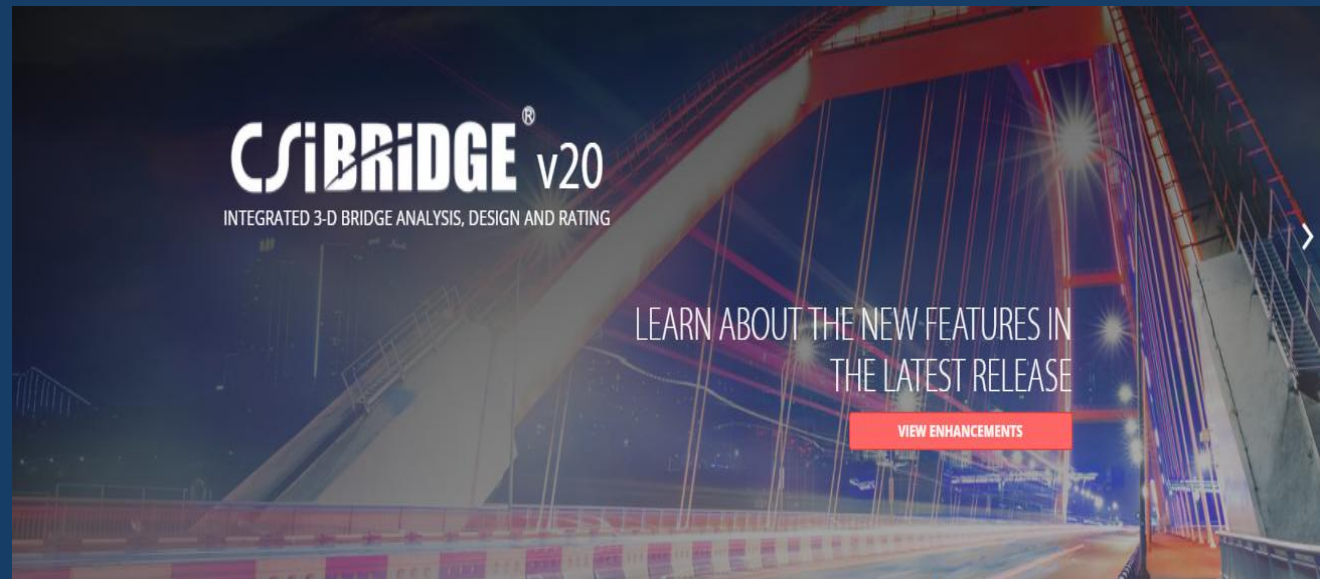 CSiBRiDGE® v20
INTEGRATED 3-D BRIDGE ANALYSIS, DESIGN AND RATING
LEARN ABOUT THE NEW FEATURES IN
THE LATEST RELEASE
VIEW ENHANCEMENTS